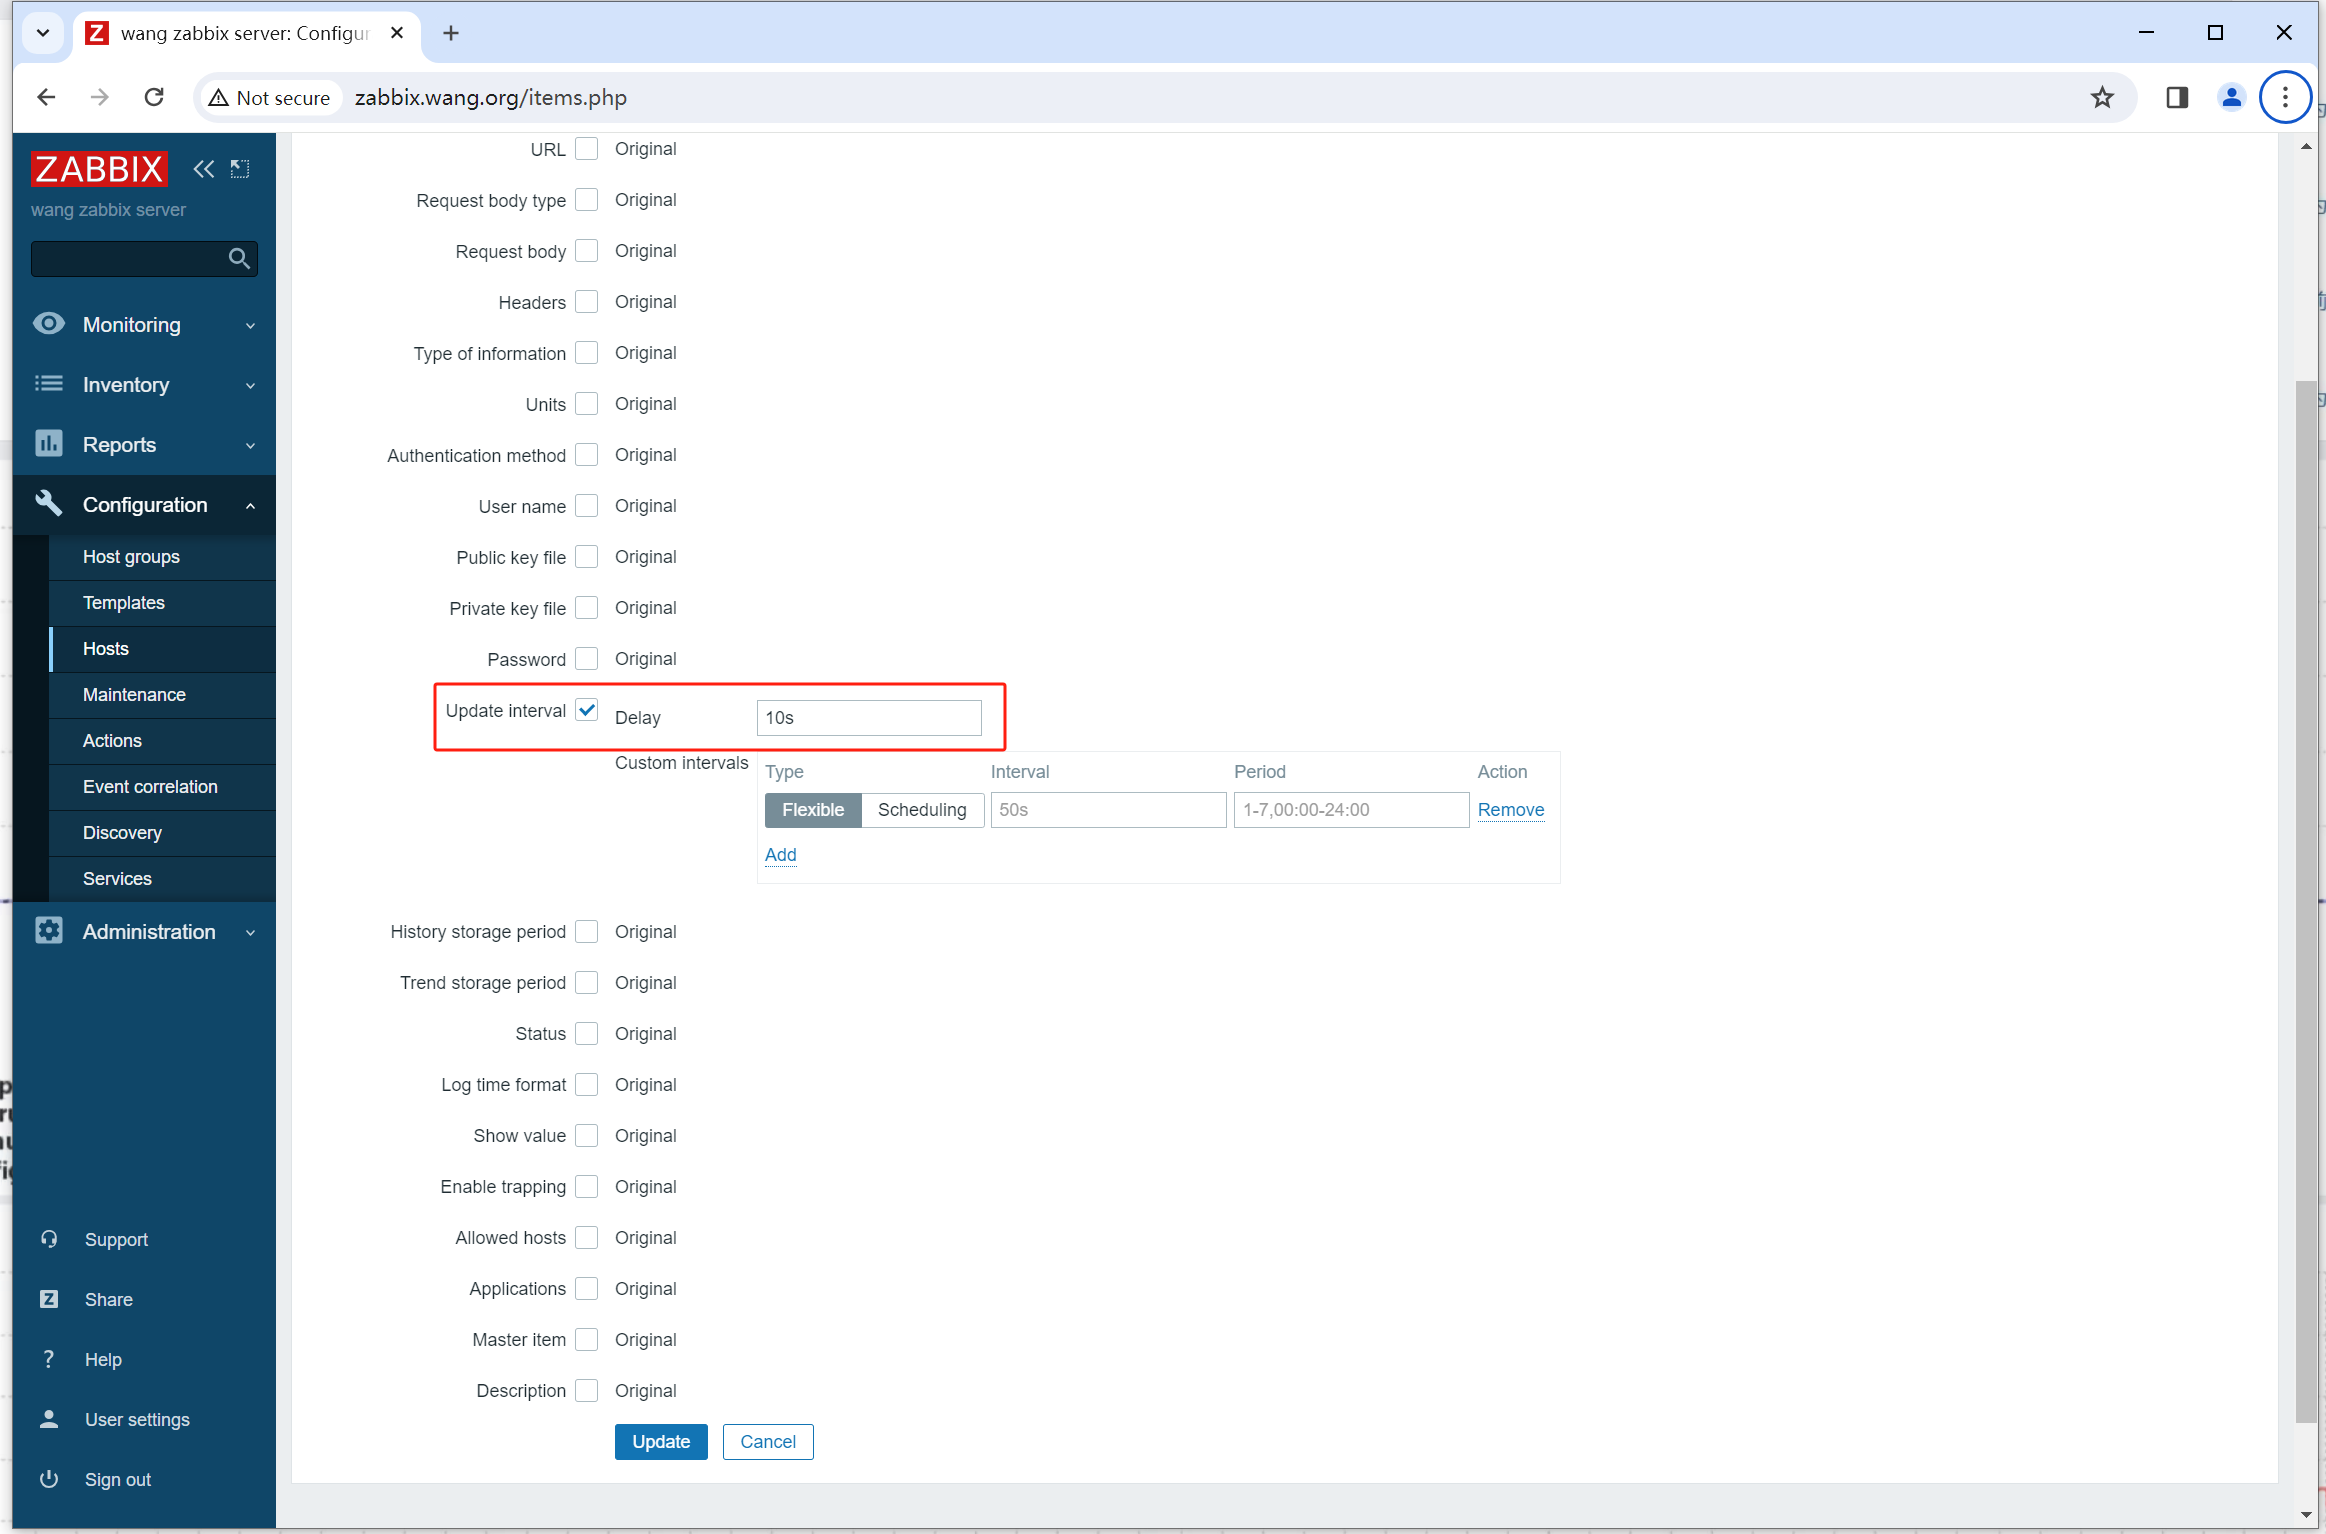 wang zabbix server: Configur
Not secure
zabbix.wang.org/items.php
ZABBIX
wang zabbix server
Monitoring
Inventory
Reports
Configuration
Host groups
Templates
Hosts
Maintenance
Actions
Event correlation
Discovery
Services
Administration
Support
Share
Help
User settings
Sign out
URL Original
Request body type Original
Request body Original
Headers Original
Type of information Original
Units Original
Authentication method Original
User name Original
Public key file Original
Private key file Original
Password Original
Update interval Delay 10s
Custom intervals Type Interval Period Action
Flexible Scheduling 50s 1-7,00:00-24:00 Remove
Add
History storage period Original
Trend storage period Original
Status Original
Log time format Original
Show value Original
Enable trapping Original
Allowed hosts Original
Applications Original
Master item Original
Description Original
Update Cancel